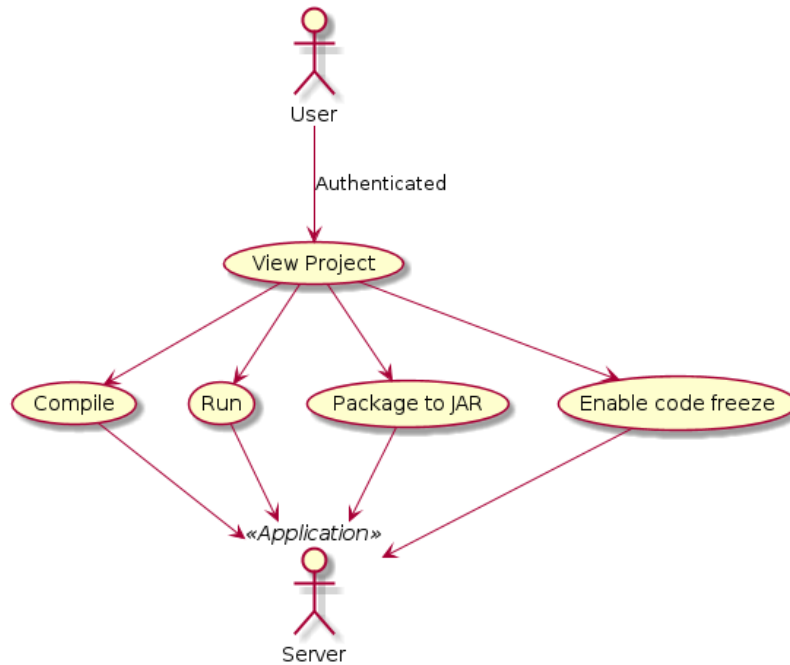 User
Authenticated
View Project
Compile
Run
Package to JAR
Enable code freeze
«Application»
Server